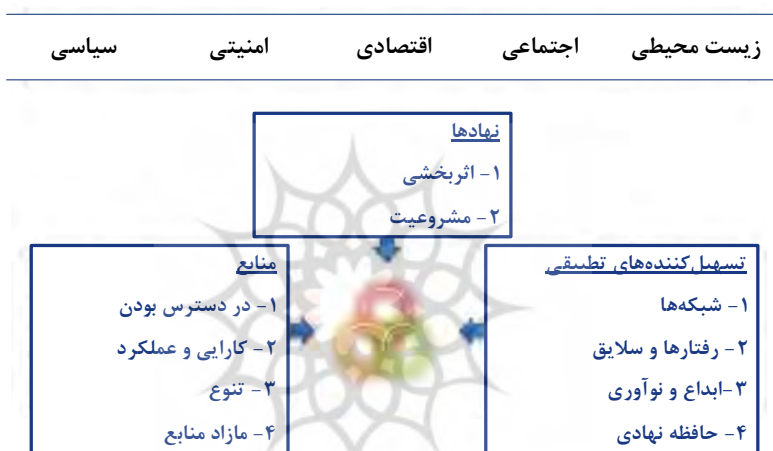 زیست محیطی اجتماعی اقتصادی امنیتی سیاسی
نهادها
۱- اثربخشی
۲- مشروعیت
تسهیل‌کننده‌های تطبیقی
۱- شبکه‌ها
۲- رفتارها و سلایق
۳-ابداع و نوآوری
۴- حافظه نهادی
منابع
۱- در دسترس بودن
۲- کارایی و عملکرد
۳- تنوع
۴- مازاد منابع